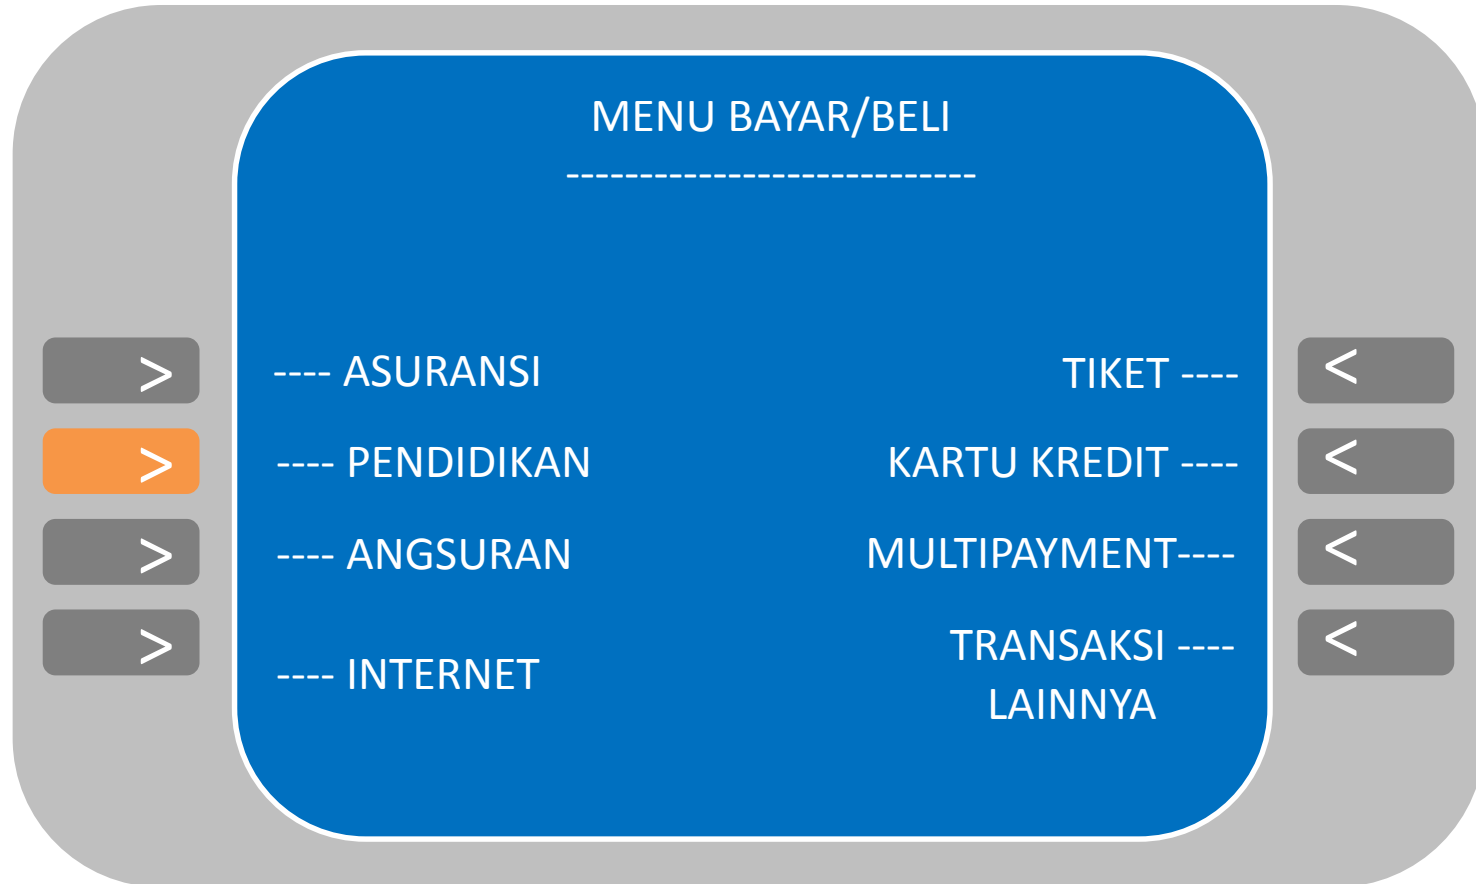 MENU BAYAR/BELI
----------------------------
> ---- ASURANSI TIKET ---- <
> ---- PENDIDIKAN KARTU KREDIT ---- <
> ---- ANGSURAN MULTIPAYMENT---- <
> ---- INTERNET TRANSAKSI ---- <
LAINNYA